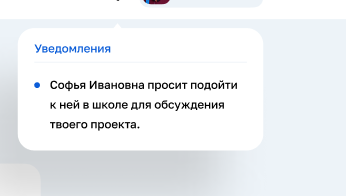 Уведомления
Софья Ивановна просит подойти
к ней в школе для обсуждения
твоего проекта.